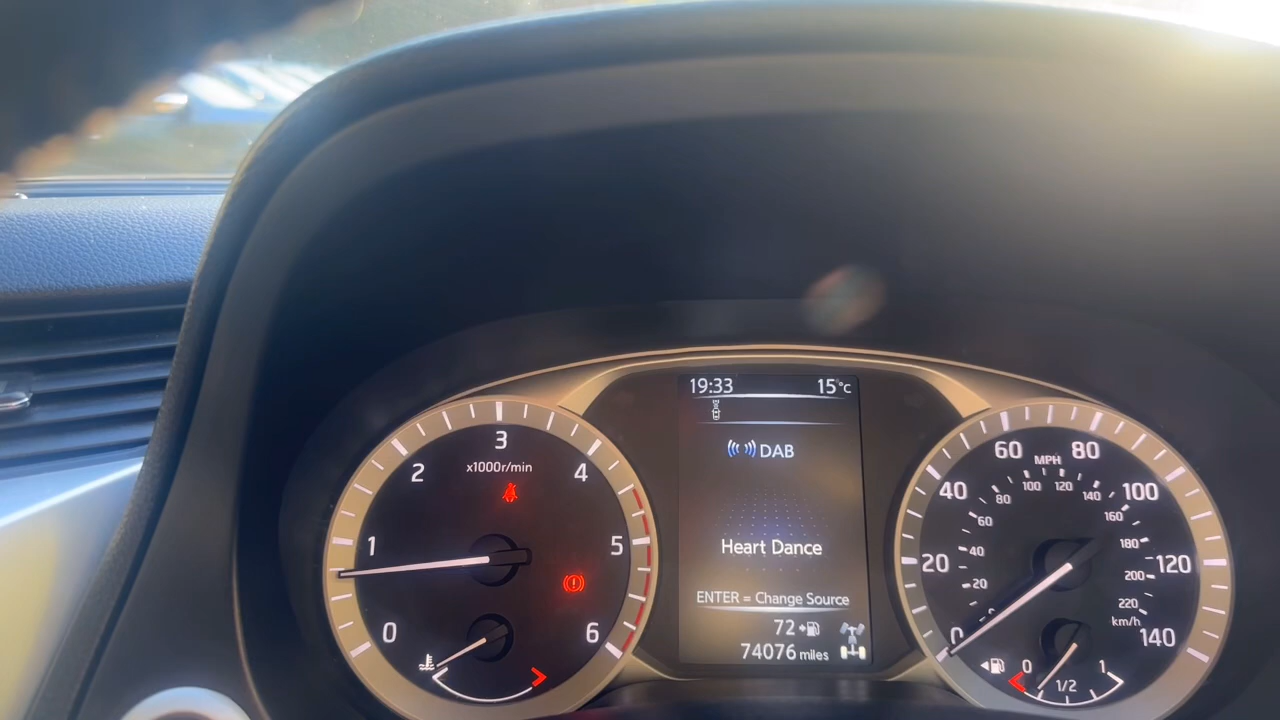 19:33 15°C
DAB
Heart Dance
ENTER = Change Source
72
74076 miles
0 1 2 3 4 5 6
x1000r/min
0 20 40 60 80 100 120 140
MPH
0 20 40 60 80 100 120 140 160 180 200 220
km/h
0 1/2 1